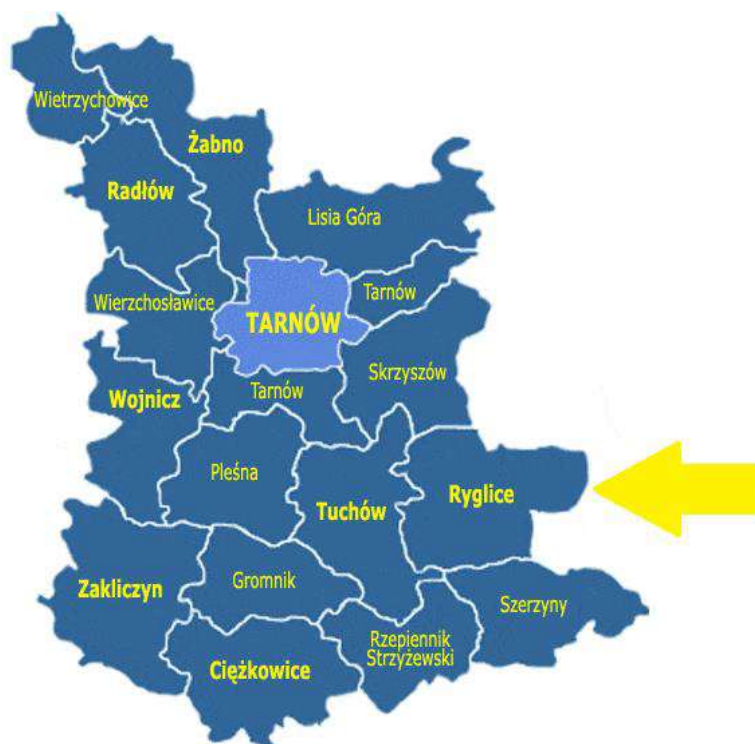 Wietrzychowice
Żabno
Radłów
Lisia Góra
Wierzchosławice
Tarnów
TARNÓW
Skrzyszów
Tarnów
Wojnicz
Pleśna
Ryglice
Tuchów
Gromnik
Zakliczyn
Szerzyny
Rzepiennik
Strzyżewski
Ciężkowice